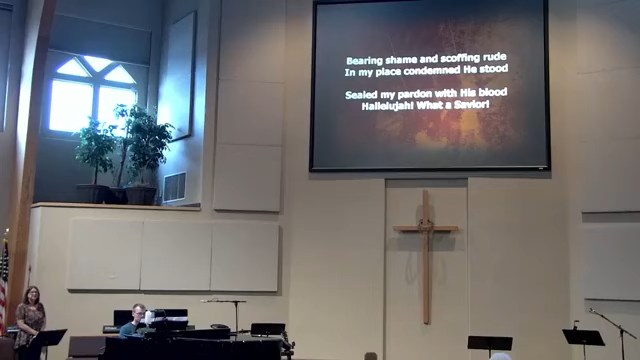 Bearing shame and scoffing rude
In my place condemned He stood
Sealed my pardon with His blood
Hallelujah! What a Savior!